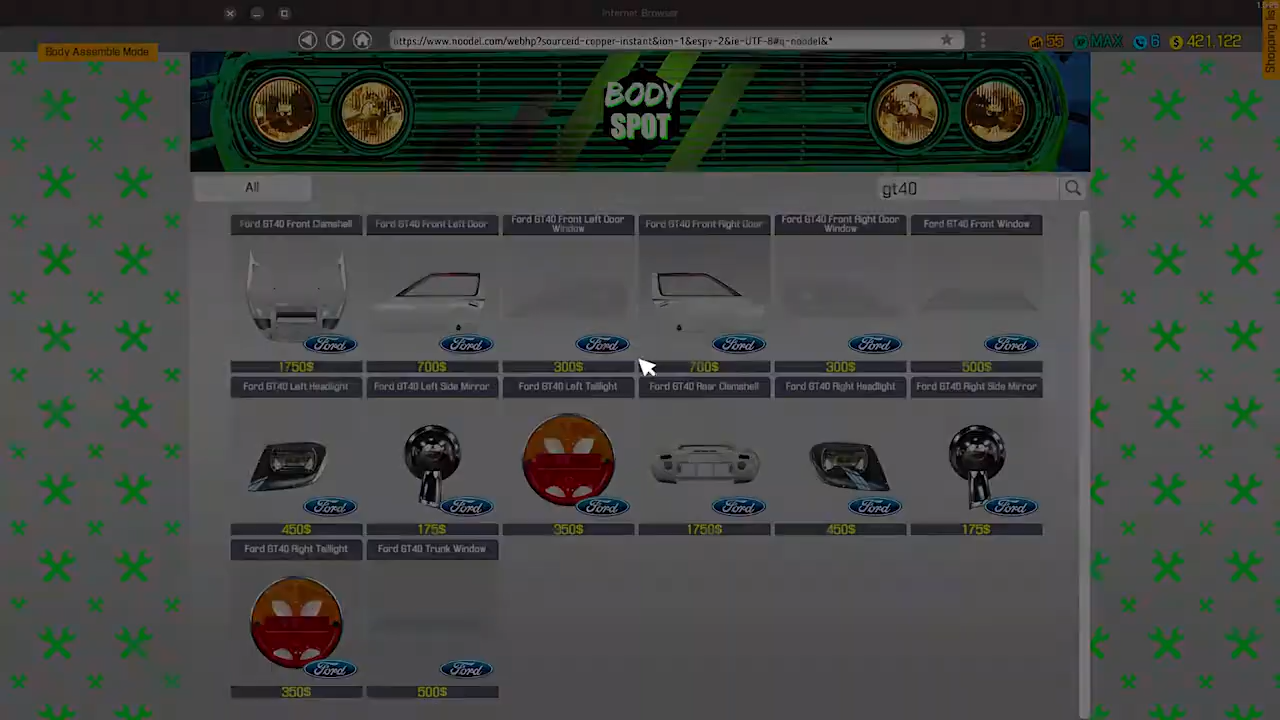 Internet Browser
Body Assemble Mode
https://www.noodel.com/webhp?sourceid-copper-instant&ion-1&espv-2&ie-UTF-8#q-noodel&*
55
MAX
6
421,122
BODY
SPOT
All
gt40
Ford GT40 Front Clamshell
Ford GT40 Front Left Door
Ford GT40 Front Left Door
Window
Ford GT40 Front Right Door
Ford GT40 Front Right Door
Window
Ford GT40 Front Window
Ford
Ford
Ford
Ford
Ford
Ford
1750$
700$
300$
700$
300$
500$
Ford GT40 Left Headlight
Ford GT40 Left Side Mirror
Ford GT40 Left Taillight
Ford GT40 Rear Clamshell
Ford GT40 Right Headlight
Ford GT40 Right Side Mirror
Ford
Ford
Ford
Ford
Ford
Ford
450$
175$
350$
1750$
450$
175$
Ford GT40 Right Taillight
Ford GT40 Trunk Window
Ford
Ford
350$
500$